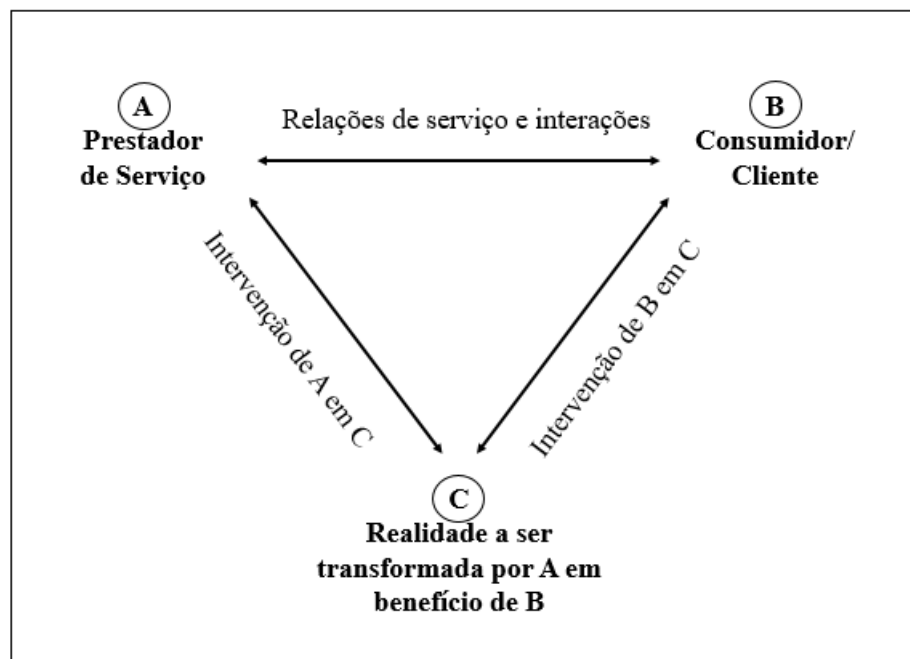 A
Prestador
de Serviço
Relações de serviço e interações
B
Consumidor/
Cliente
Intervenção de A em C
Intervenção de B em C
C
Realidade a ser
transformada por A em
benefício de B